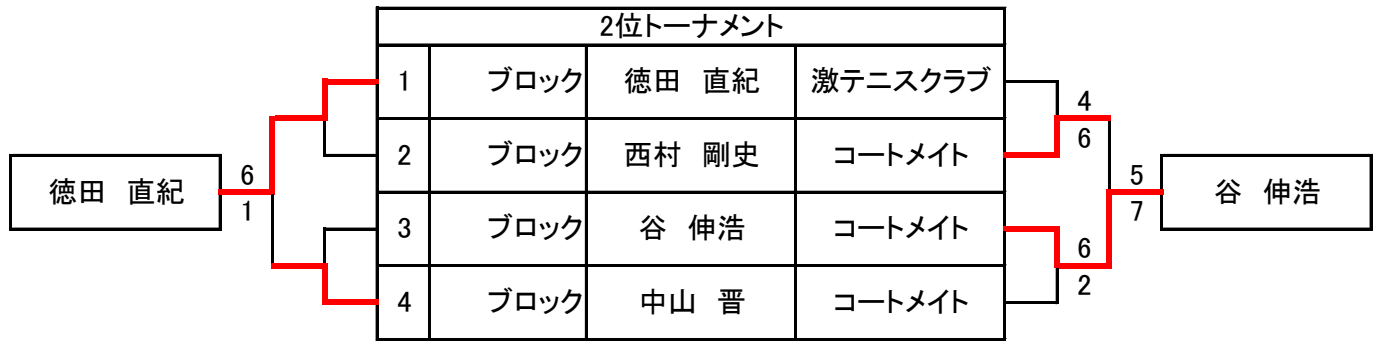 2位トーナメント
1 ブロック 徳田 直紀 激テニスクラブ
4
2 ブロック 西村 剛史 コートメイト
6
徳田 直紀
6
1
5
7
谷 伸浩
3 ブロック 谷 伸浩 コートメイト
6
4 ブロック 中山 晋 コートメイト
2